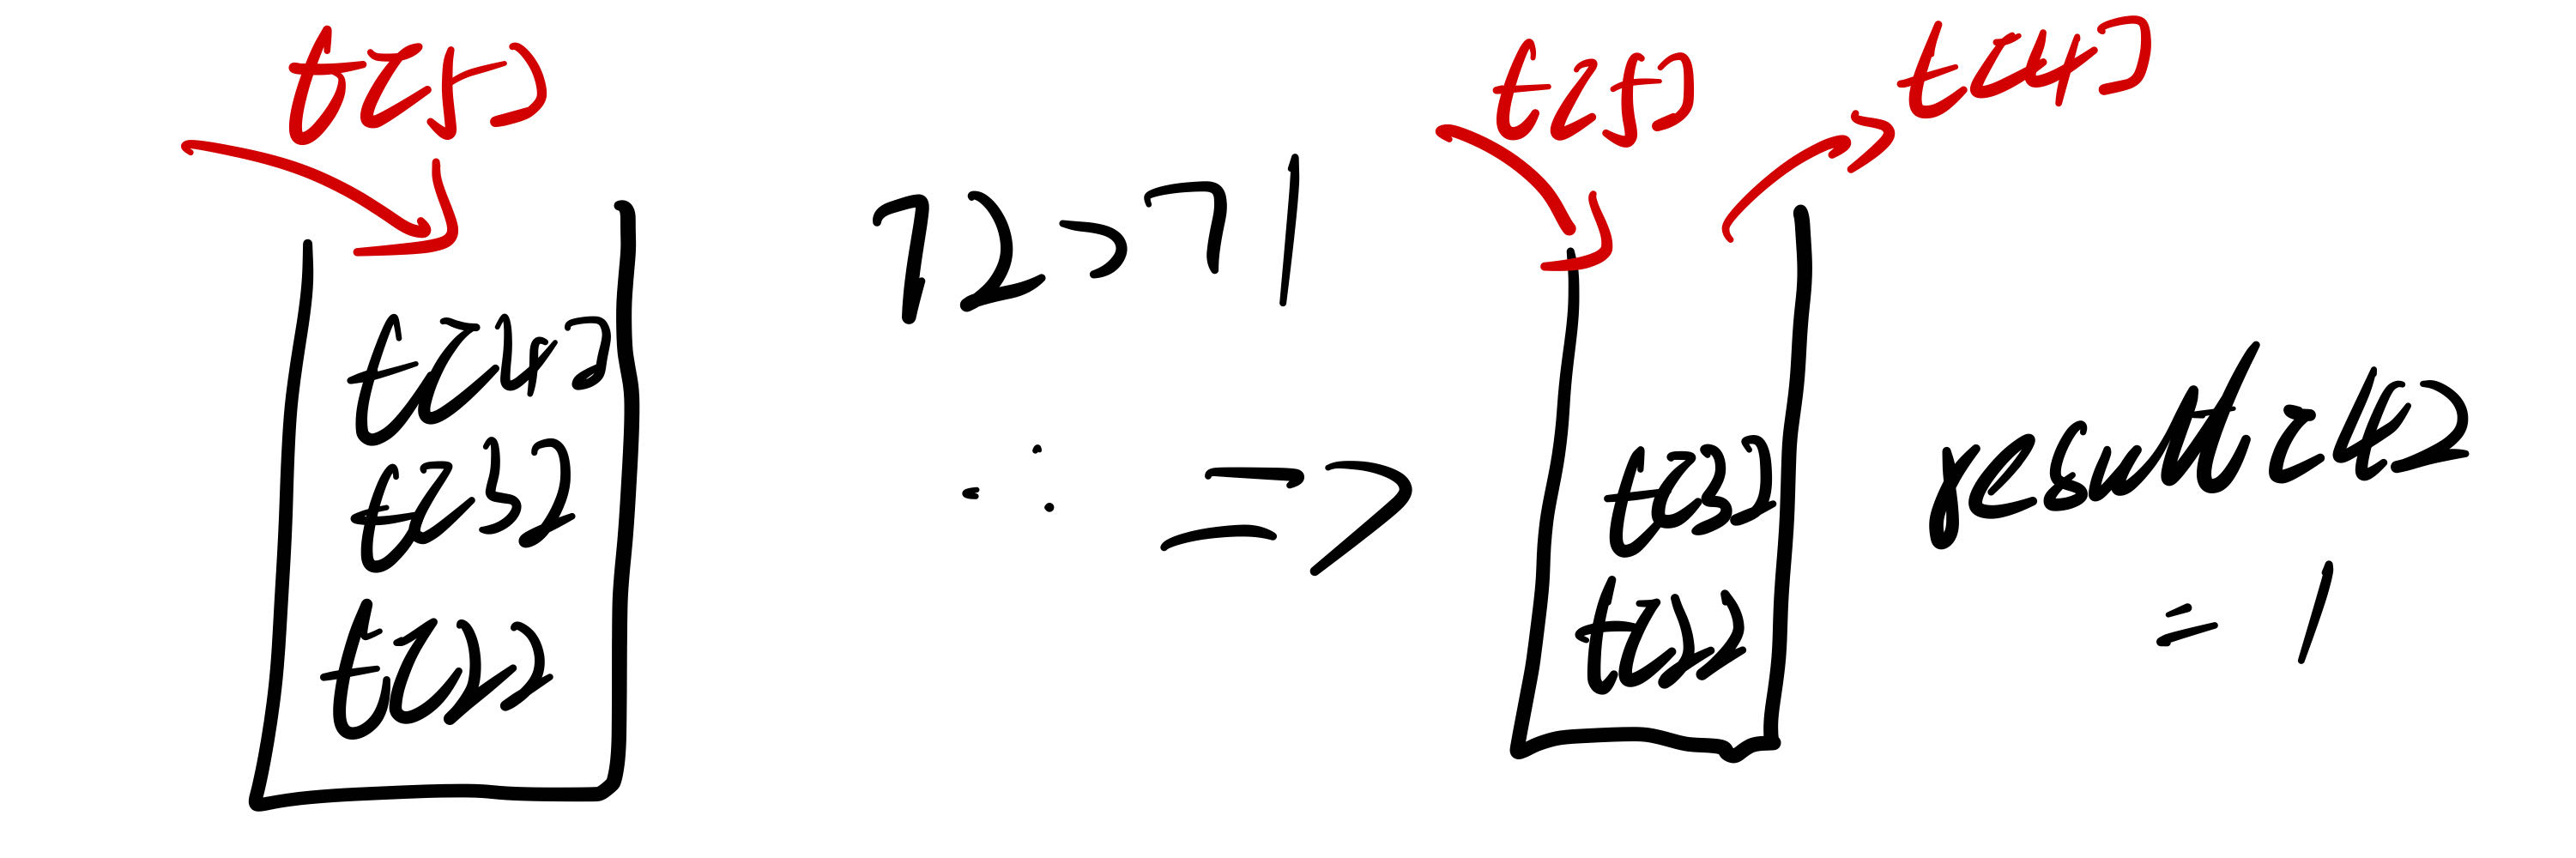 t[5]
t[4]
t[3]
t[2]
72>71
∴ =>
t[5]
t[4]
t[3]
t[2]
result[4]
= 1